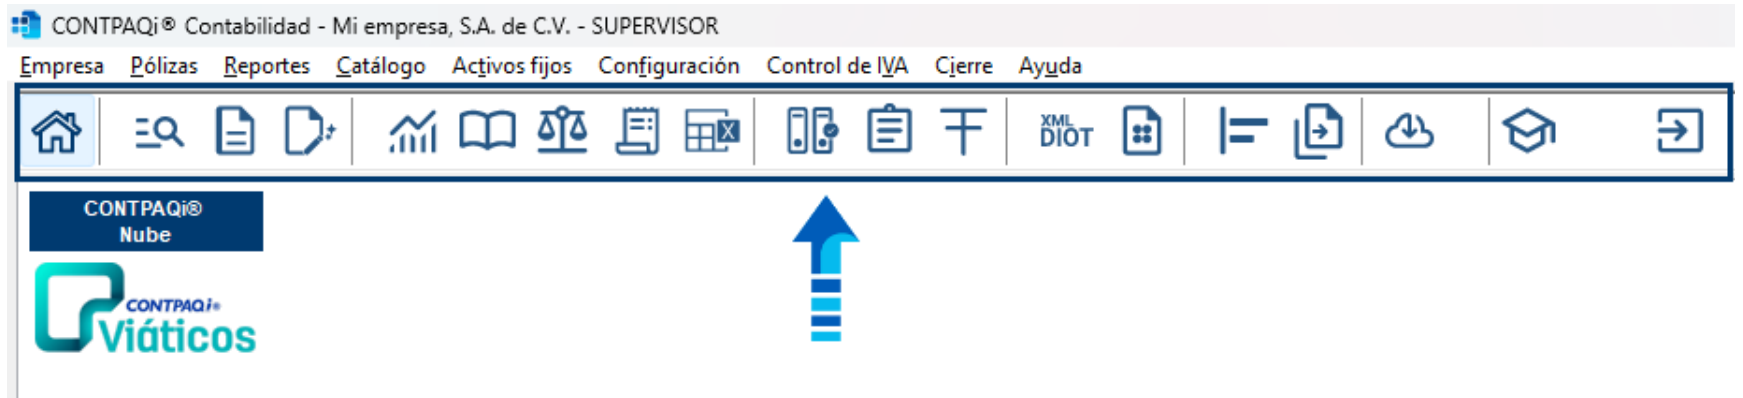 CONTPAQi® Contabilidad - Mi empresa, S.A. de C.V. - SUPERVISOR
Empresa Pólizas Reportes Catálogo Activos fijos Configuración Control de IVA Cierre Ayuda
X
XML
DIOT
CONTPAQi®
Nube
CONTPAQi®
Viáticos